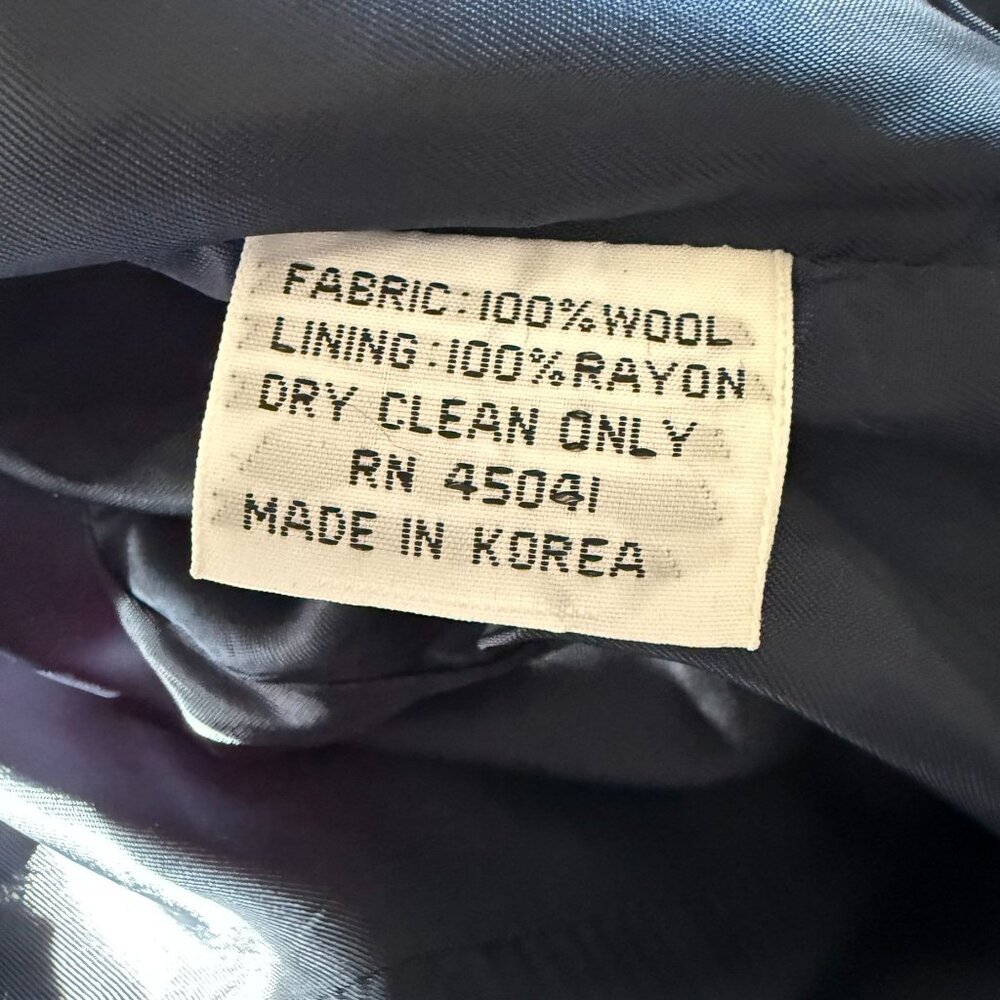 FABRIC:100%WOOL
LINING:100%RAYON
DRY CLEAN ONLY
RN 45041
MADE IN KOREA